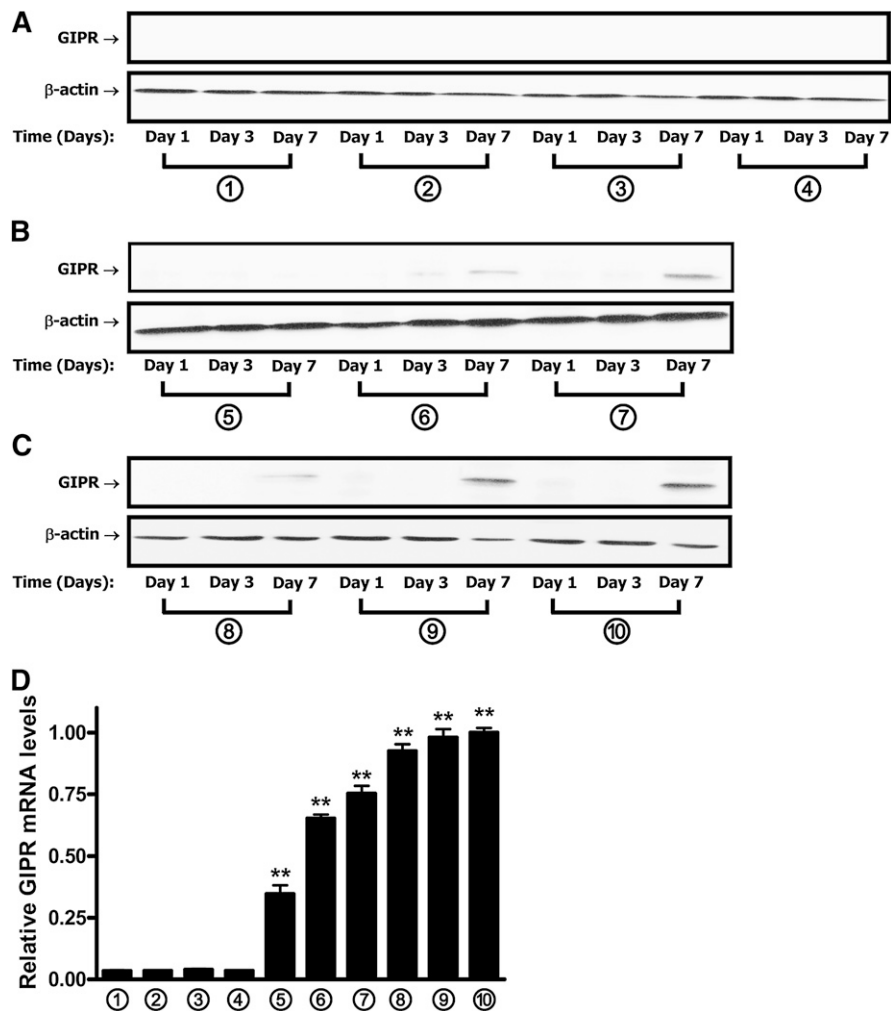 A
GIPR →
β-actin →
Time (Days): Day 1 Day 3 Day 7 Day 1 Day 3 Day 7 Day 1 Day 3 Day 7 Day 1 Day 3 Day 7
① ② ③ ④
B
GIPR →
β-actin →
Time (Days): Day 1 Day 3 Day 7 Day 1 Day 3 Day 7 Day 1 Day 3 Day 7
⑤ ⑥ ⑦
C
GIPR →
β-actin →
Time (Days): Day 1 Day 3 Day 7 Day 1 Day 3 Day 7 Day 1 Day 3 Day 7
⑧ ⑨ ⑩
D
Relative GIPR mRNA levels
1.00
0.75
0.50
0.25
0.00
** ** ** ** ** **
① ② ③ ④ ⑤ ⑥ ⑦ ⑧ ⑨ ⑩